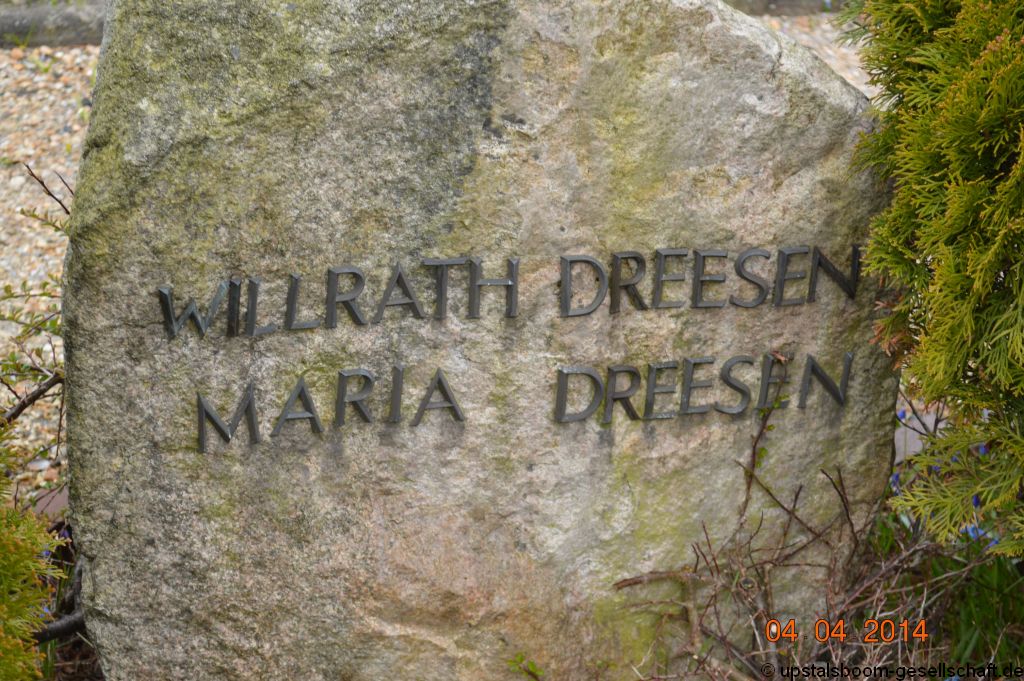 WILLRATH DREESEN
MARIA DREESEN
04 04 2014
© upstalsboom-gesellschaft.de